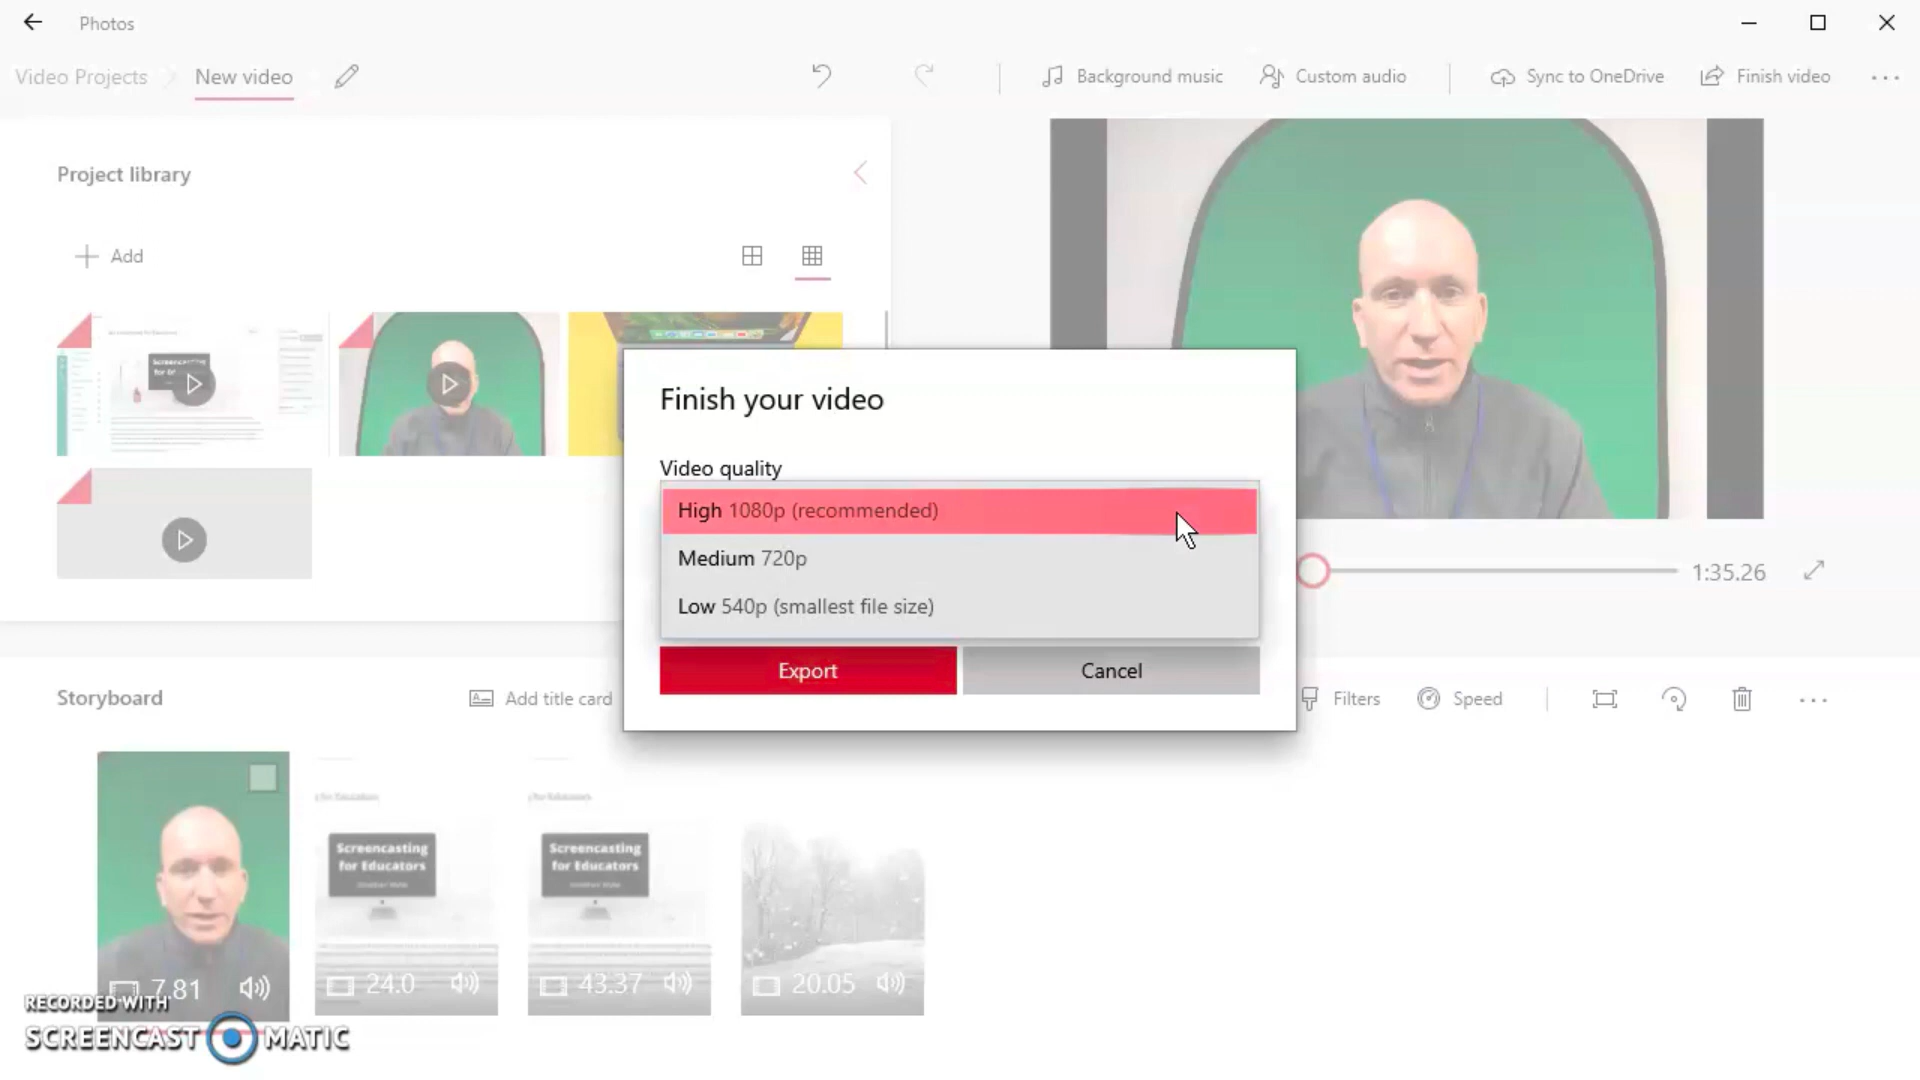 Photos
Video Projects
New video
Background music
Custom audio
Sync to OneDrive
Finish video
Project library
Add
Finish your video
Video quality
High 1080p (recommended)
Medium 720p
Low 540p (smallest file size)
Export
Cancel
1:35.26
Storyboard
Add title card
Filters
Speed
Screencasting
for Educators
Screencasting
for Educators
7.81
24.0
43.37
20.05
RECORDED WITH
SCREENCAST MATIC